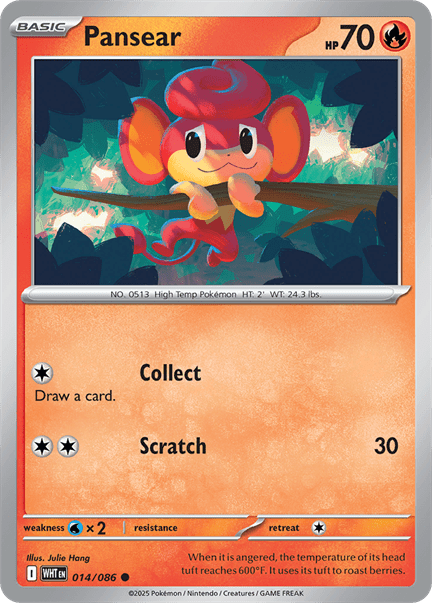 BASIC
Pansear
HP 70
NO. 0513 High Temp Pokémon HT: 2' WT: 24.3 lbs.
Collect
Draw a card.
Scratch 30
weakness ×2 resistance retreat
Illus. Julie Hang
When it is angered, the temperature of its head
tuft reaches 600°F. It uses its tuft to roast berries.
I WHT EN 014/086
©2025 Pokémon / Nintendo / Creatures / GAME FREAK